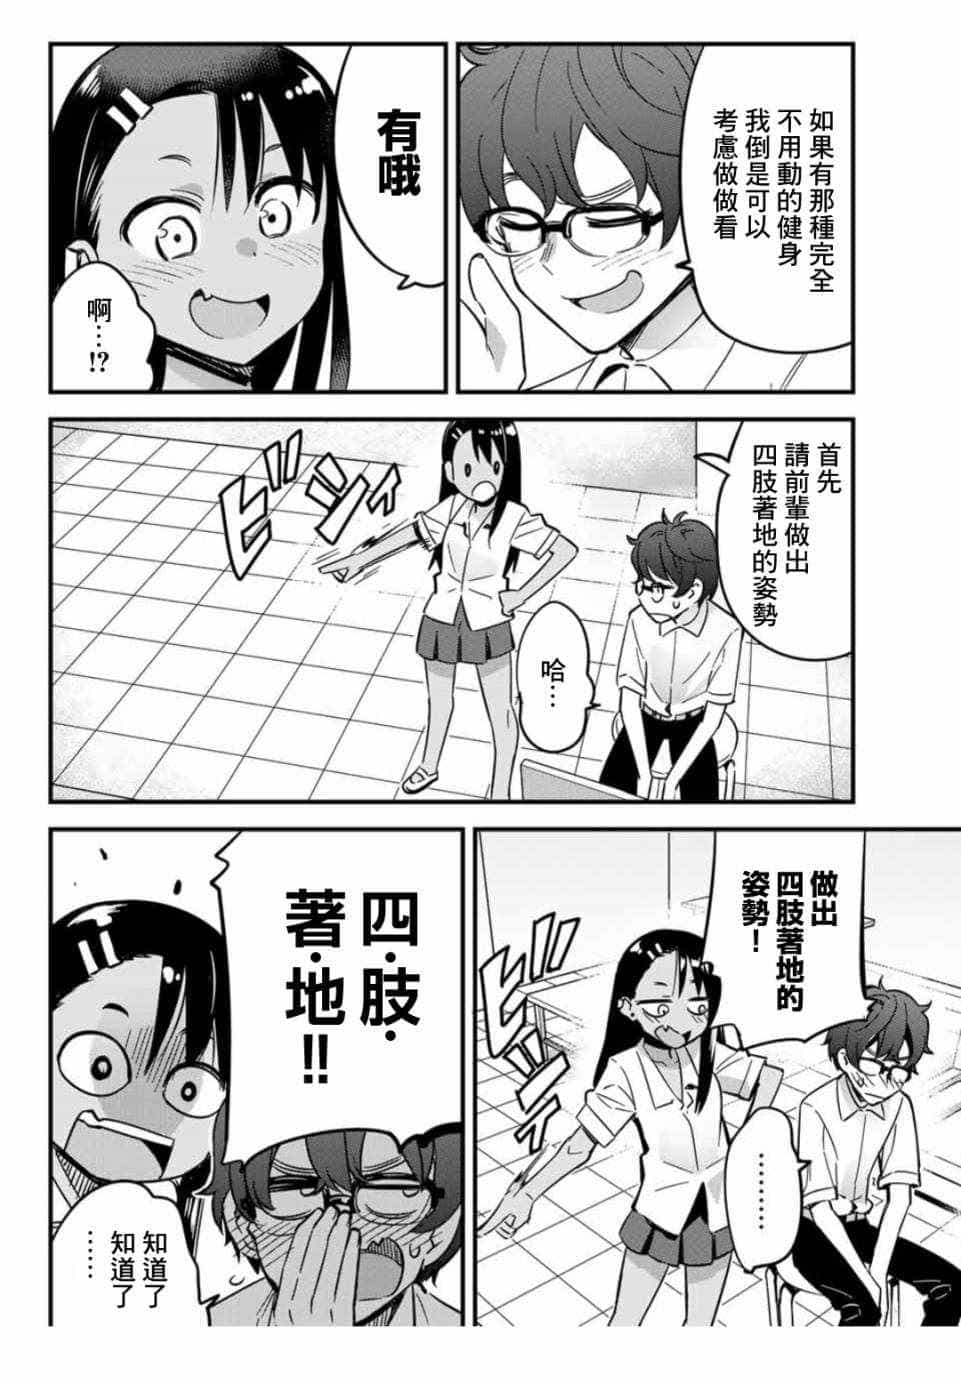 如果有那種完全
不用動的健身
我倒是可以
考慮做做看
有哦
啊…!?
首先
請前輩做出
四肢著地的姿勢
ビシィ
哈…
做出
四肢著地的
姿勢！
………
四·肢·
著·地!!
知道了
知道了
……